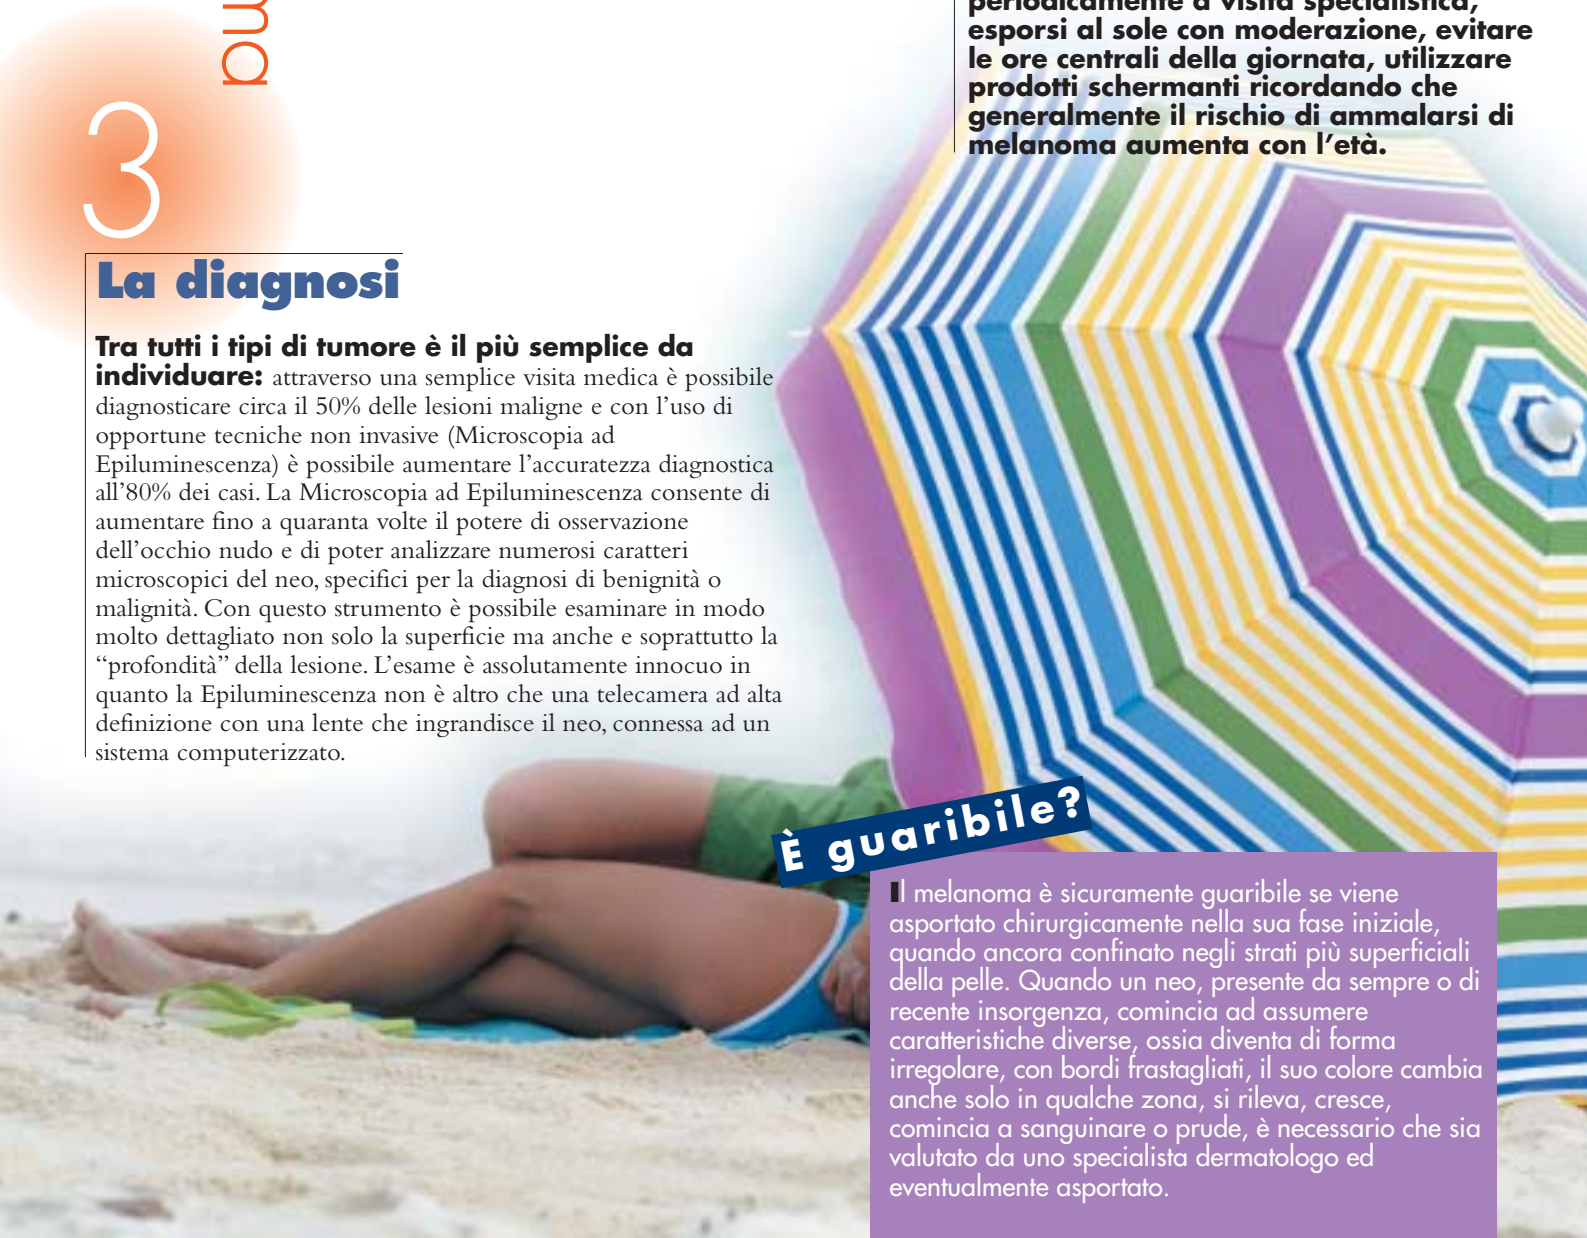 periodicamente a visita specialistica,
esporsi al sole con moderazione, evitare
le ore centrali della giornata, utilizzare
prodotti schermanti ricordando che
generalmente il rischio di ammalarsi di
melanoma aumenta con l’età.
ma
3
La diagnosi
Tra tutti i tipi di tumore è il più semplice da
individuare: attraverso una semplice visita medica è possibile
diagnosticare circa il 50% delle lesioni maligne e con l’uso di
opportune tecniche non invasive (Microscopia ad
Epiluminescenza) è possibile aumentare l’accuratezza diagnostica
all’80% dei casi. La Microscopia ad Epiluminescenza consente di
aumentare fino a quaranta volte il potere di osservazione
dell’occhio nudo e di poter analizzare numerosi caratteri
microscopici del neo, specifici per la diagnosi di benignità o
malignità. Con questo strumento è possibile esaminare in modo
molto dettagliato non solo la superficie ma anche e soprattutto la
“profondità” della lesione. L’esame è assolutamente innocuo in
quanto la Epiluminescenza non è altro che una telecamera ad alta
definizione con una lente che ingrandisce il neo, connessa ad un
sistema computerizzato.
È guaribile?
Il melanoma è sicuramente guaribile se viene
asportato chirurgicamente nella sua fase iniziale,
quando ancora confinato negli strati più superficiali
della pelle. Quando un neo, presente da sempre o di
recente insorgenza, comincia ad assumere
caratteristiche diverse, ossia diventa di forma
irregolare, con bordi frastagliati, il suo colore cambia
anche solo in qualche zona, si rileva, cresce,
comincia a sanguinare o prude, è necessario che sia
valutato da uno specialista dermatologo ed
eventualmente asportato.